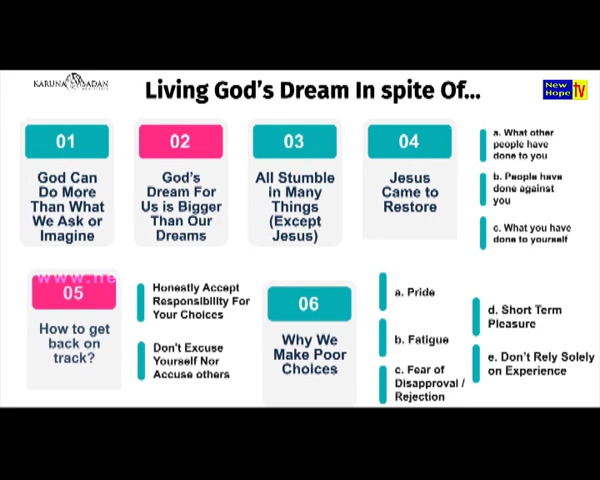 KARUNA SADAN
Living God's Dream In spite Of...
New
Hope TV
01
God Can
Do More
Than What
We Ask or
Imagine
02
God's
Dream For
Us is Bigger
Than Our
Dreams
03
All Stumble
in Many
Things
(Except
Jesus)
04
Jesus
Came to
Restore
a. What other
people have
done to you
b. People have
done against
you
c. What you have
done to yourself
05
How to get
back on
track?
Honestly Accept
Responsibility For
Your Choices
Don't Excuse
Yourself Nor
Accuse others
06
Why We
Make Poor
Choices
a. Pride
b. Fatigue
c. Fear of
Disapproval /
Rejection
d. Short Term
Pleasure
e. Don't Rely Solely
on Experience